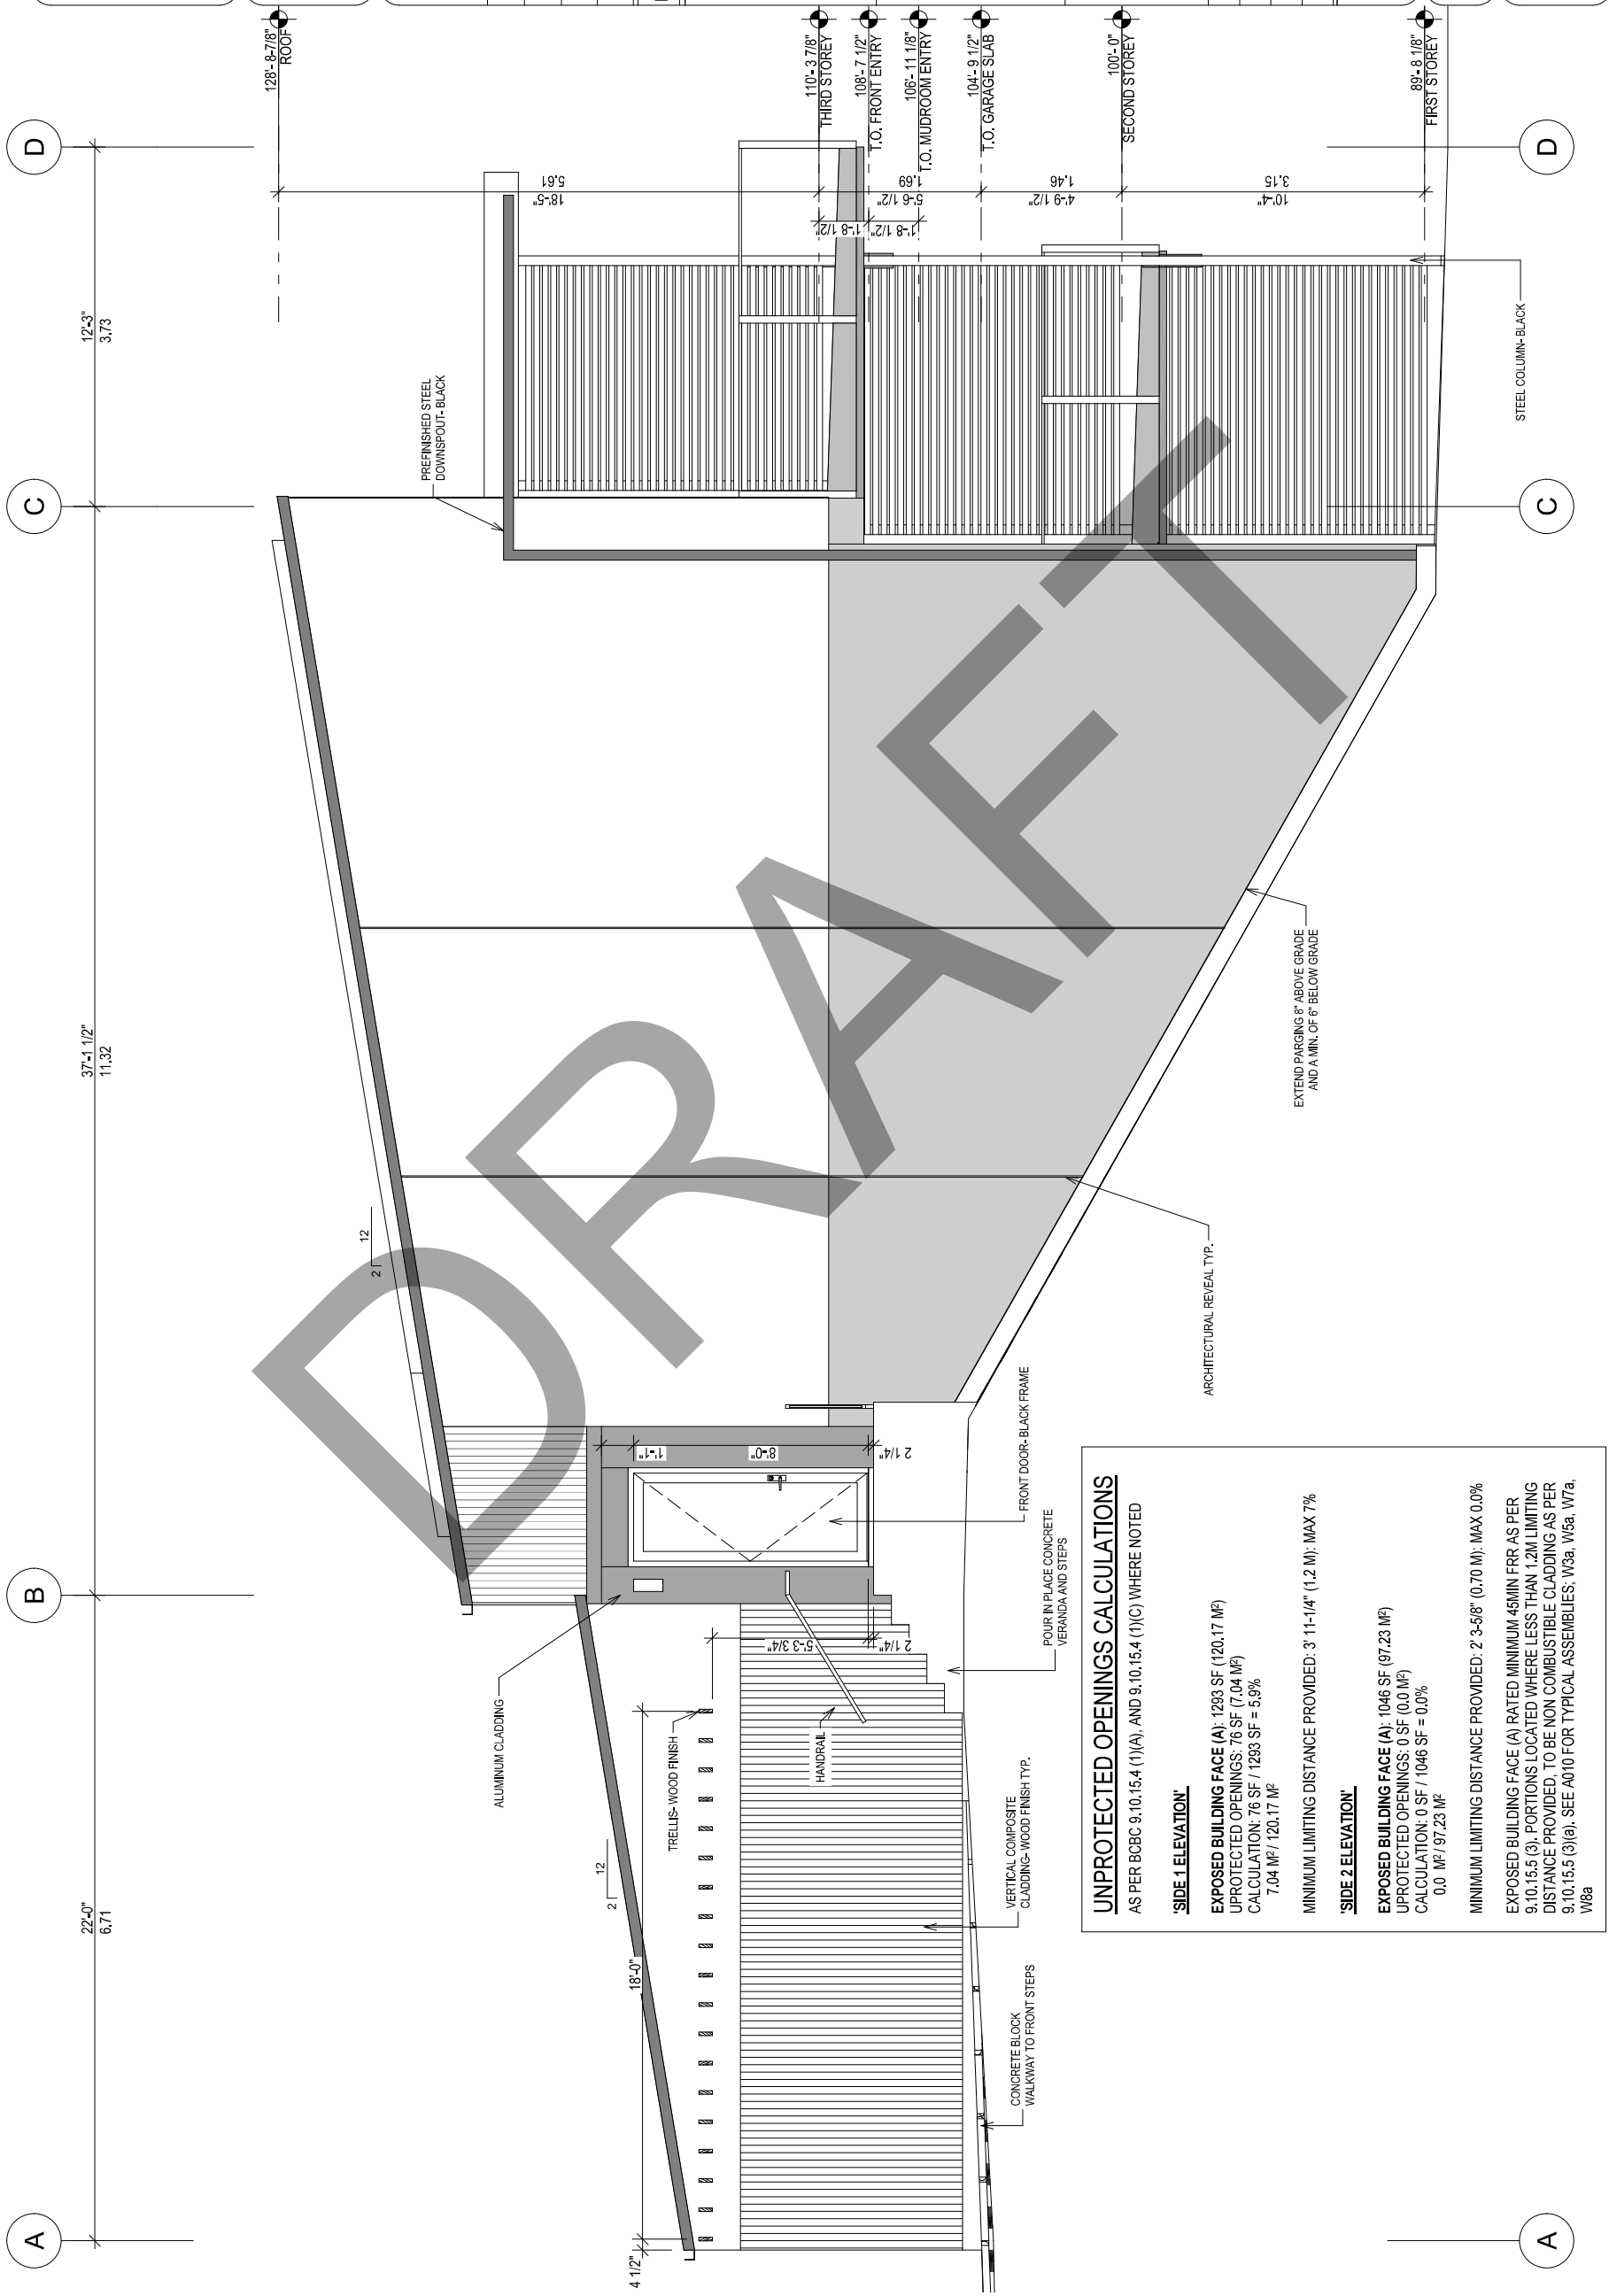 A
B
C
D
22'-0"
6.71
37'-1 1/2"
11.32
12'-3"
3.73
128'- 8-7/8"
ROOF
110'- 3 7/8"
THIRD STOREY
108'- 7 1/2"
T.O. FRONT ENTRY
106'- 11 1/8"
T.O. MUDROOM ENTRY
104'- 9 1/2"
T.O. GARAGE SLAB
100'- 0"
SECOND STOREY
89'- 8 1/8"
FIRST STOREY
18'-5"
5.61
5'-6 1/2"
1.69
4'-9 1/2"
1.46
10'-4"
3.15
1'-8 1/2"
1'-8 1/2"
PREFINISHED STEEL
DOWNSPOUT- BLACK
12
2
ALUMINUM CLADDING
12
2
TRELLIS- WOOD FINISH
18'-0"
4 1/2"
HANDRAIL
5'-3 3/4"
2 1/4"
1'-1"
8'-0"
2 1/4"
FRONT DOOR- BLACK FRAME
POUR IN PLACE CONCRETE
VERANDA AND STEPS
VERTICAL COMPOSITE
CLADDING- WOOD FINISH TYP.
CONCRETE BLOCK
WALKWAY TO FRONT STEPS
ARCHITECTURAL REVEAL TYP.
EXTEND PARGING 8" ABOVE GRADE
AND A MIN. OF 6" BELOW GRADE
STEEL COLUMN- BLACK
DRAFT
UNPROTECTED OPENINGS CALCULATIONS
AS PER BCBC 9.10.15.4 (1)(A), AND 9.10.15.4 (1)(C) WHERE NOTED
'SIDE 1 ELEVATION'
EXPOSED BUILDING FACE (A): 1293 SF (120.17 M²)
UPROTECTED OPENINGS: 76 SF (7.04 M²)
CALCULATION: 76 SF / 1293 SF = 5.9%
7.04 M² / 120.17 M²
MINIMUM LIMITING DISTANCE PROVIDED: 3' 11-1/4" (1.2 M): MAX 7%
'SIDE 2 ELEVATION'
EXPOSED BUILDING FACE (A): 1046 SF (97.23 M²)
UPROTECTED OPENINGS: 0 SF (0.0 M²)
CALCULATION: 0 SF / 1046 SF = 0.0%
0.0 M² / 97.23 M²
MINIMUM LIMITING DISTANCE PROVIDED: 2' 3-5/8" (0.70 M): MAX 0.0%
EXPOSED BUILDING FACE (A) RATED MINIMUM 45MIN FRR AS PER
9.10.15.5 (3). PORTIONS LOCATED WHERE LESS THAN 1.2M LIMITING
DISTANCE PROVIDED, TO BE NON COMBUSTIBLE CLADDING AS PER
9.10.15.5 (3)(a). SEE A010 FOR TYPICAL ASSEMBLIES; W3a, W5a, W7a,
W8a
A
C
D